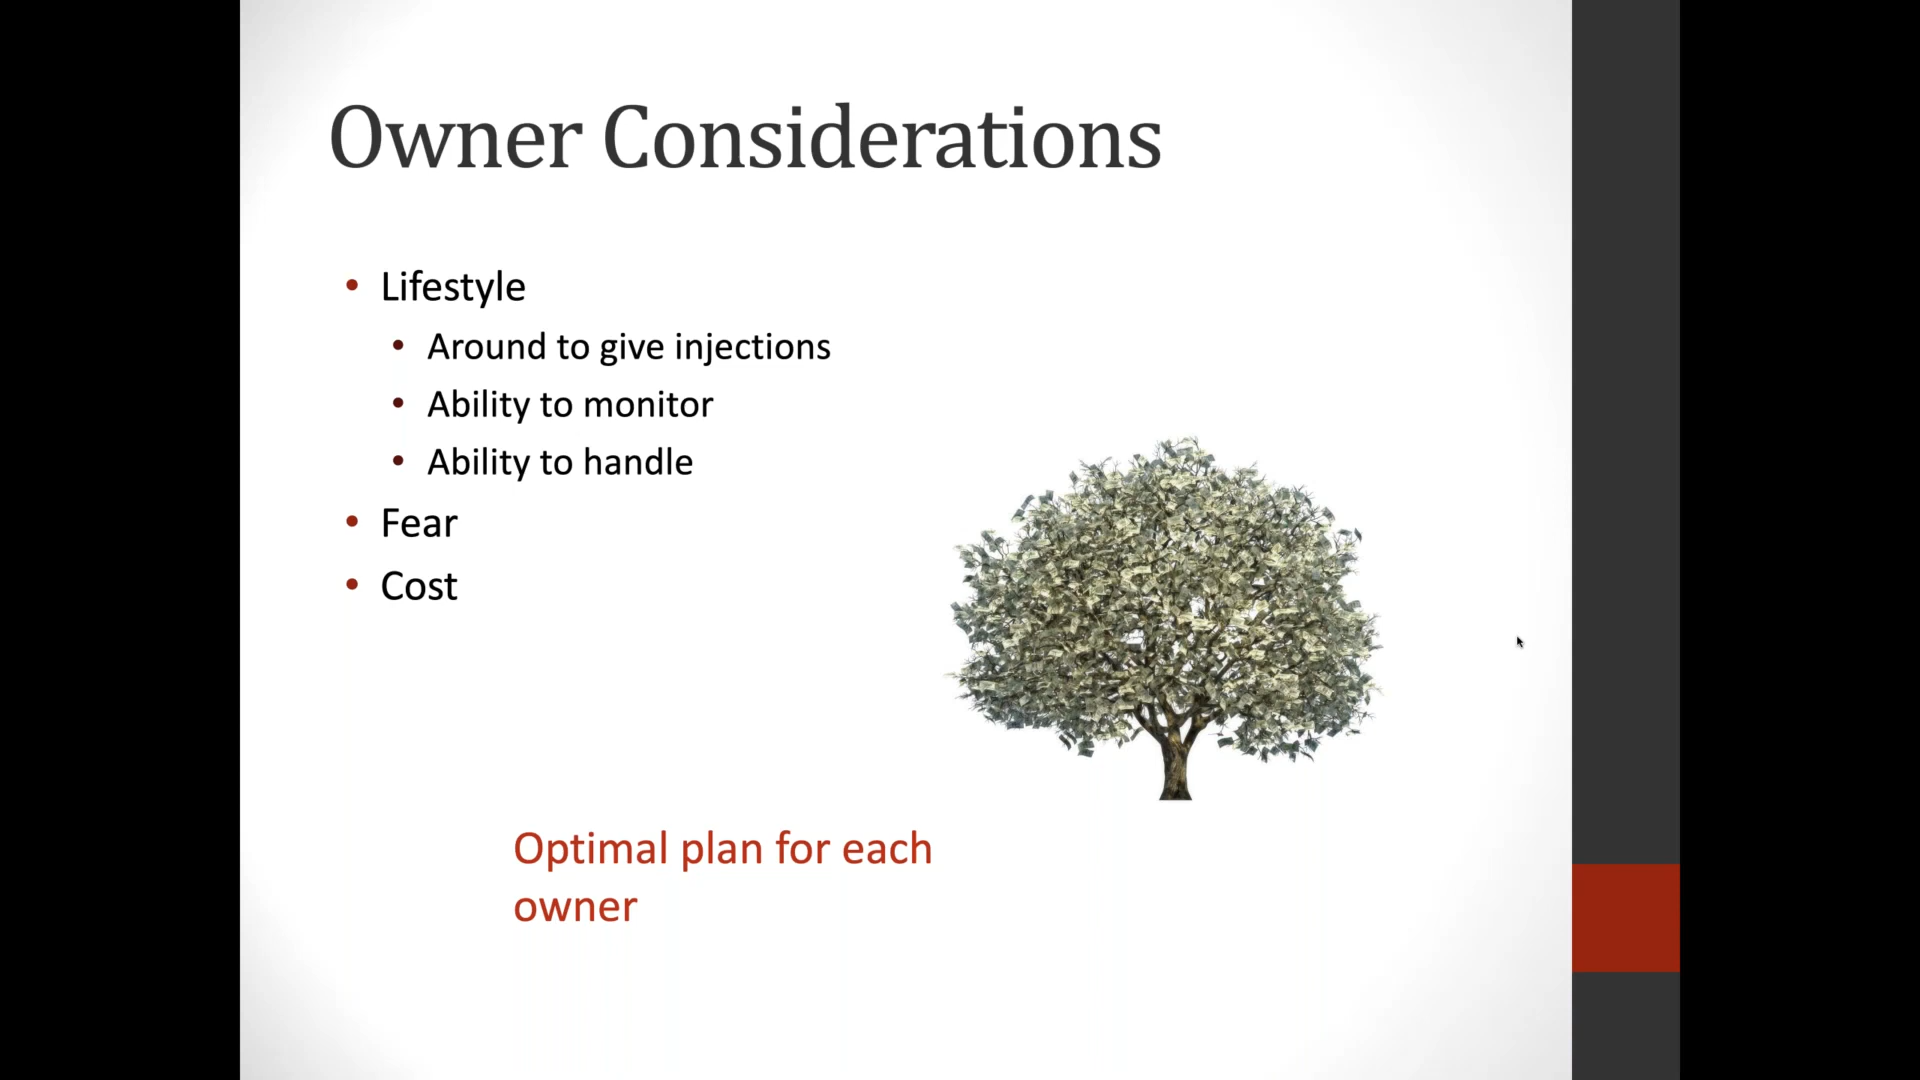 Owner Considerations
• Lifestyle
• Around to give injections
• Ability to monitor
• Ability to handle
• Fear
• Cost
Optimal plan for each
owner